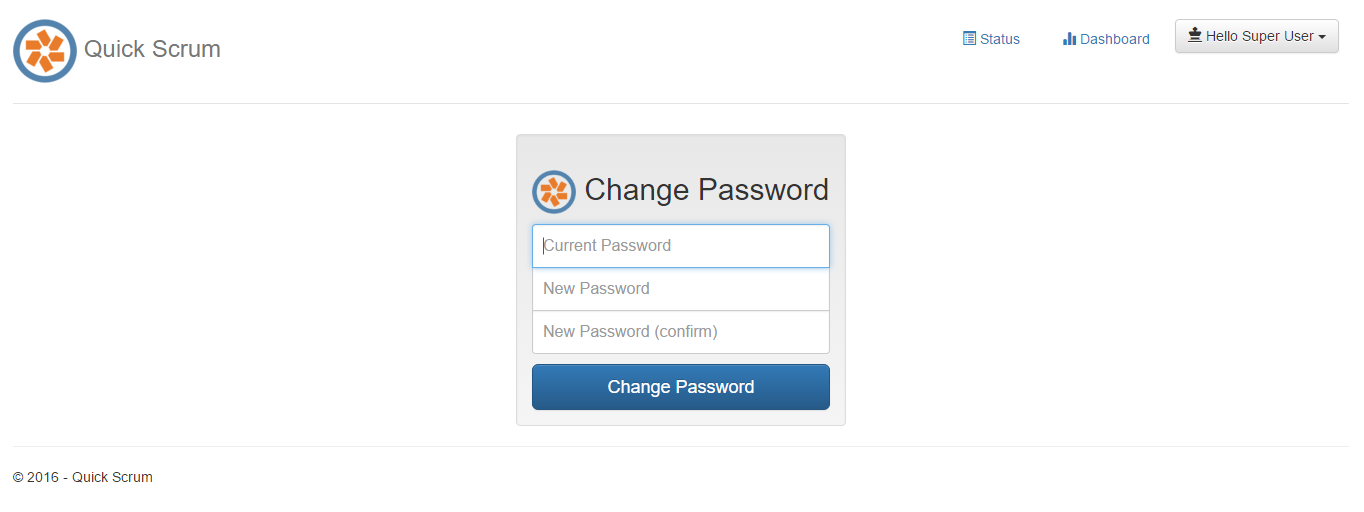 Quick Scrum
Status
Dashboard
Hello Super User
Change Password
Current Password
New Password
New Password (confirm)
Change Password
© 2016 - Quick Scrum